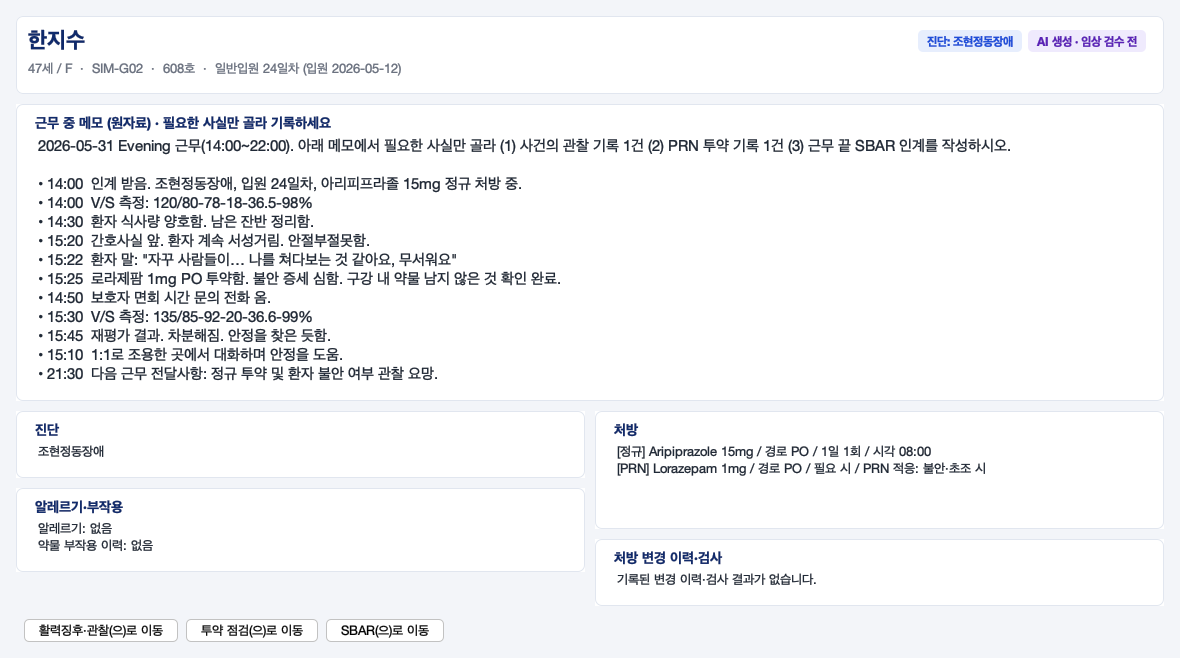 한지수
진단: 조현정동장애
AI 생성 · 임상 검수 전
47세 / F · SIM-G02 · 608호 · 일반입원 24일차 (입원 2026-05-12)
근무 중 메모 (원자료) · 필요한 사실만 골라 기록하세요
2026-05-31 Evening 근무(14:00~22:00). 아래 메모에서 필요한 사실만 골라 (1) 사건의 관찰 기록 1건 (2) PRN 투약 기록 1건 (3) 근무 끝 SBAR 인계를 작성하시오.
• 14:00 인계 받음. 조현정동장애, 입원 24일차, 아리피프라졸 15mg 정규 처방 중.
• 14:00 V/S 측정: 120/80-78-18-36.5-98%
• 14:30 환자 식사량 양호함. 남은 잔반 정리함.
• 15:20 간호사실 앞. 환자 계속 서성거림. 안절부절못함.
• 15:22 환자 말: "자꾸 사람들이... 나를 쳐다보는 것 같아요, 무서워요"
• 15:25 로라제팜 1mg PO 투약함. 불안 증세 심함. 구강 내 약물 남지 않은 것 확인 완료.
• 14:50 보호자 면회 시간 문의 전화 옴.
• 15:30 V/S 측정: 135/85-92-20-36.6-99%
• 15:45 재평가 결과. 차분해짐. 안정을 찾은 듯함.
• 15:10 1:1로 조용한 곳에서 대화하며 안정을 도움.
• 21:30 다음 근무 전달사항: 정규 투약 및 환자 불안 여부 관찰 요망.
진단
조현정동장애
처방
[정규] Aripiprazole 15mg / 경로 PO / 1일 1회 / 시각 08:00
[PRN] Lorazepam 1mg / 경로 PO / 필요 시 / PRN 적응: 불안·초조 시
알레르기·부작용
알레르기: 없음
약물 부작용 이력: 없음
처방 변경 이력·검사
기록된 변경 이력·검사 결과가 없습니다.
활력징후·관찰(으)로 이동
투약 점검(으)로 이동
SBAR(으)로 이동